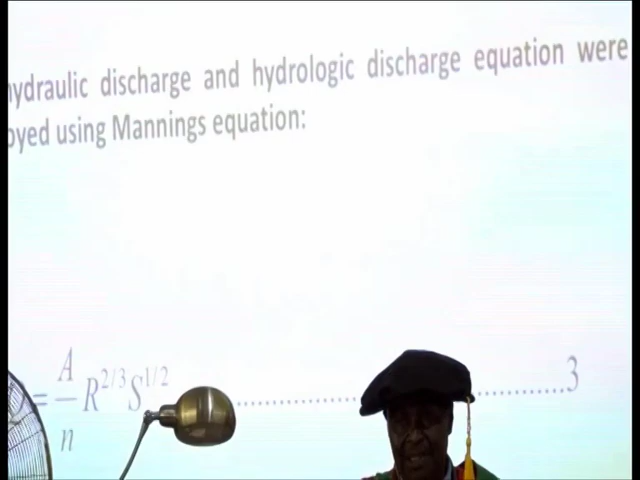 hydraulic discharge and hydrologic discharge equation were
oyed using Mannings equation:
= A/n R^2/3 S^1/2 ........................................3